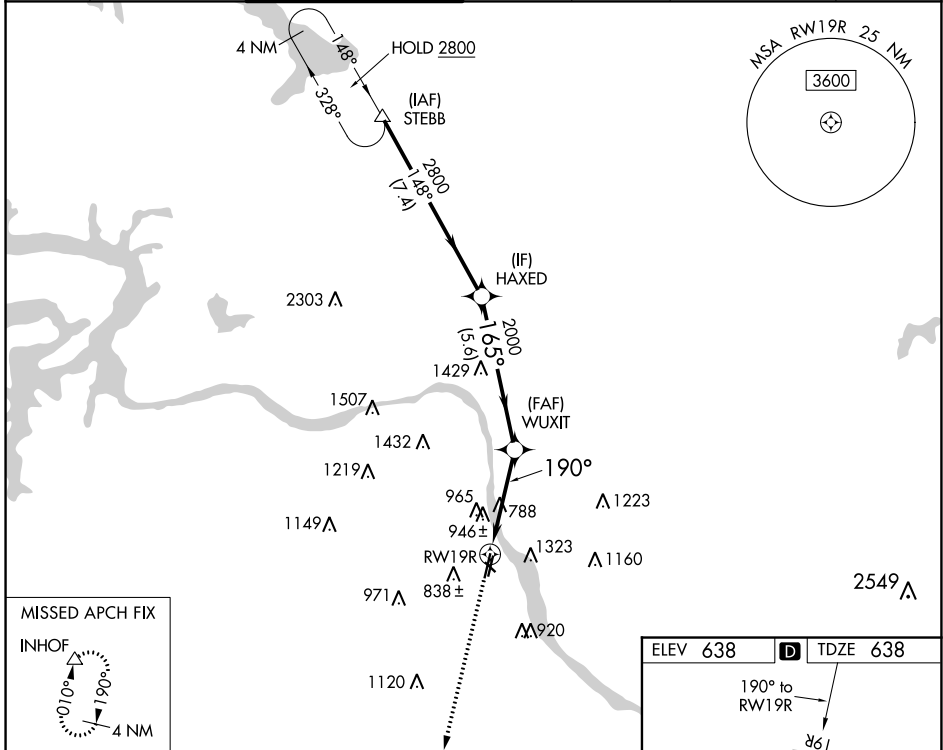 4 NM
148°
HOLD 2800
328°
(IAF)
STEBB
MSA RW19R 25 NM
3600
2800
148°
(7.4)
(IF)
HAXED
2303
2000
165°
(5.6)
1429
1507
(FAF)
WUXIT
1432
1219
190°
965
788
1223
946±
1149
RW19R
1323
1160
838±
971
2549
920
1120
MISSED APCH FIX
INHOF
010°
190°
4 NM
ELEV 638
D
TDZE 638
190° to
RW19R
19R